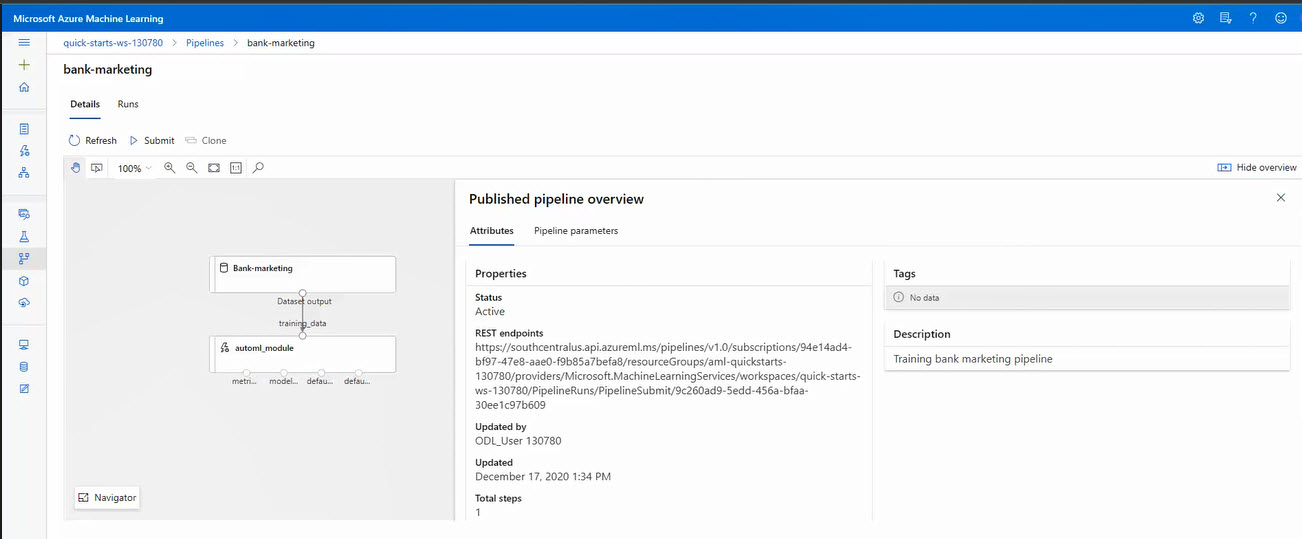 Microsoft Azure Machine Learning
quick-starts-ws-130780 > Pipelines > bank-marketing
bank-marketing
Details Runs
Refresh Submit Clone
100% 1:1 Hide overview
Bank-marketing
Dataset output
training_data
automl_module
metri... model... defau... defau...
Navigator
Published pipeline overview
Attributes Pipeline parameters
Properties
Status
Active
REST endpoints
https://southcentralus.api.azureml.ms/pipelines/v1.0/subscriptions/94e14ad4-
bf97-47e8-aae0-f9b85a7befa8/resourceGroups/aml-quickstarts-
130780/providers/Microsoft.MachineLearningServices/workspaces/quick-starts-
ws-130780/PipelineRuns/PipelineSubmit/9c260ad9-5edd-456a-bfaa-
30ee1c97b609
Updated by
ODL_User 130780
Updated
December 17, 2020 1:34 PM
Total steps
1
Tags
No data
Description
Training bank marketing pipeline